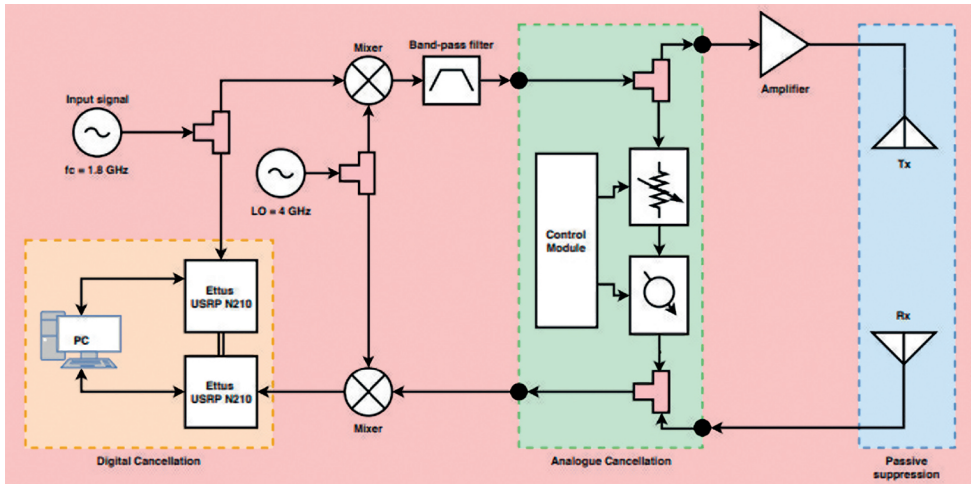 Mixer
Band-pass filter
Input signal
fc = 1.8 GHz
LO = 4 GHz
Amplifier
Tx
Control
Module
Ettus
USRP N210
PC
Ettus
USRP N210
Rx
Mixer
Digital Cancellation
Analogue Cancellation
Passive
suppression